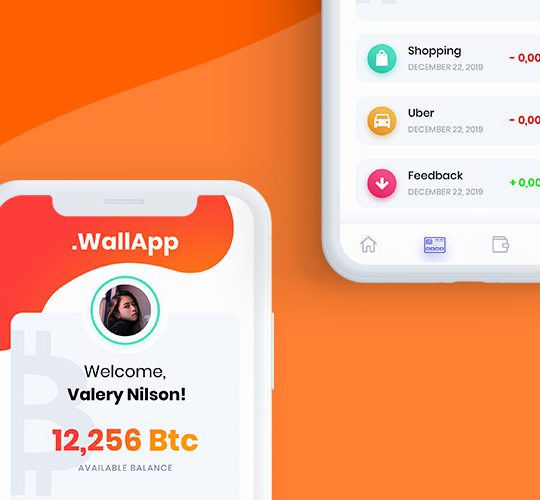 Shopping
- 0,00
DECEMBER 22, 2019
Uber
- 0,00
DECEMBER 22, 2019
Feedback
+ 0,00
DECEMBER 22, 2019
.WallApp
Welcome,
Valery Nilson!
12,256 Btc
AVAILABLE BALANCE